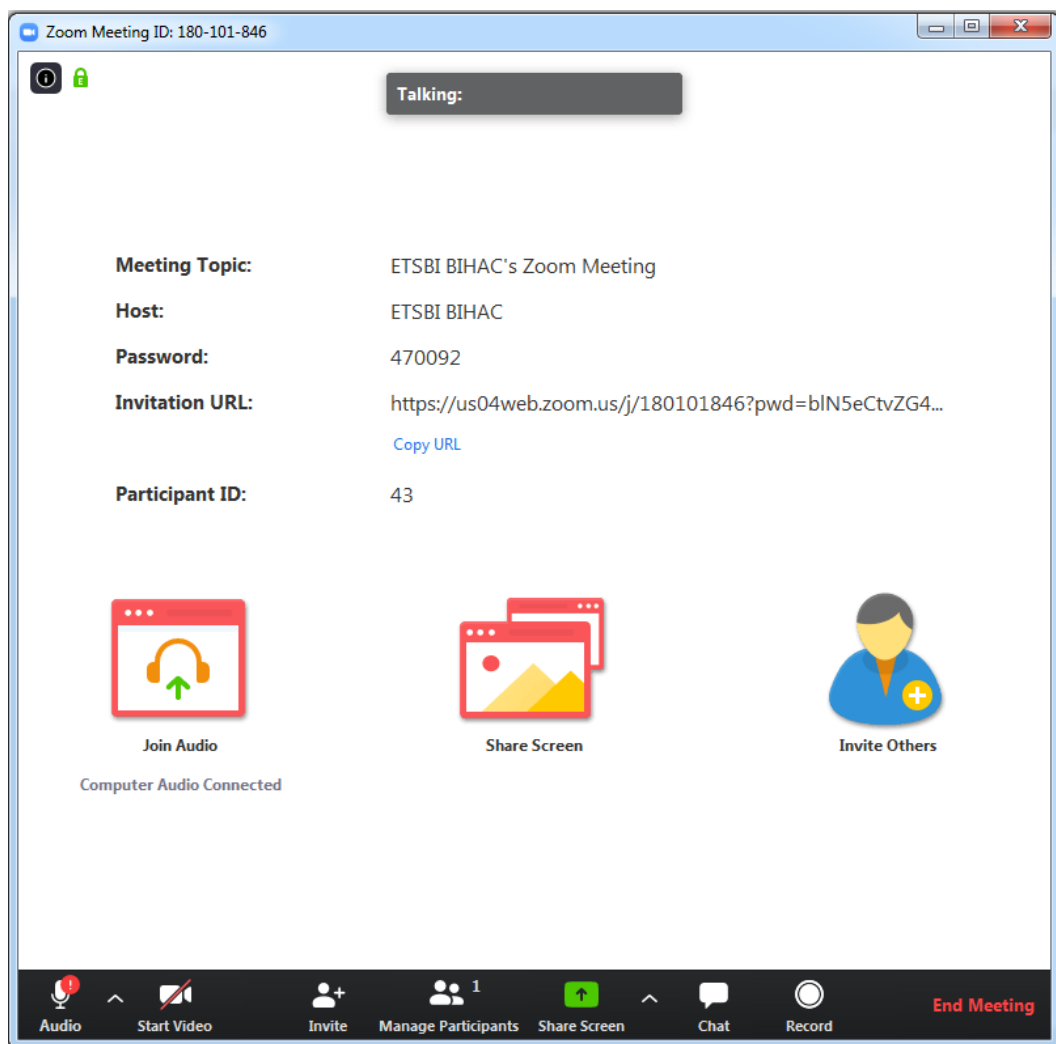 Zoom Meeting ID: 180-101-846
Talking:
Meeting Topic: ETSBI BIHAC's Zoom Meeting
Host: ETSBI BIHAC
Password: 470092
Invitation URL: https://us04web.zoom.us/j/180101846?pwd=blN5eCtvZG4...
Copy URL
Participant ID: 43
Join Audio Share Screen Invite Others
Computer Audio Connected
1
Audio Start Video Invite Manage Participants Share Screen Chat Record End Meeting